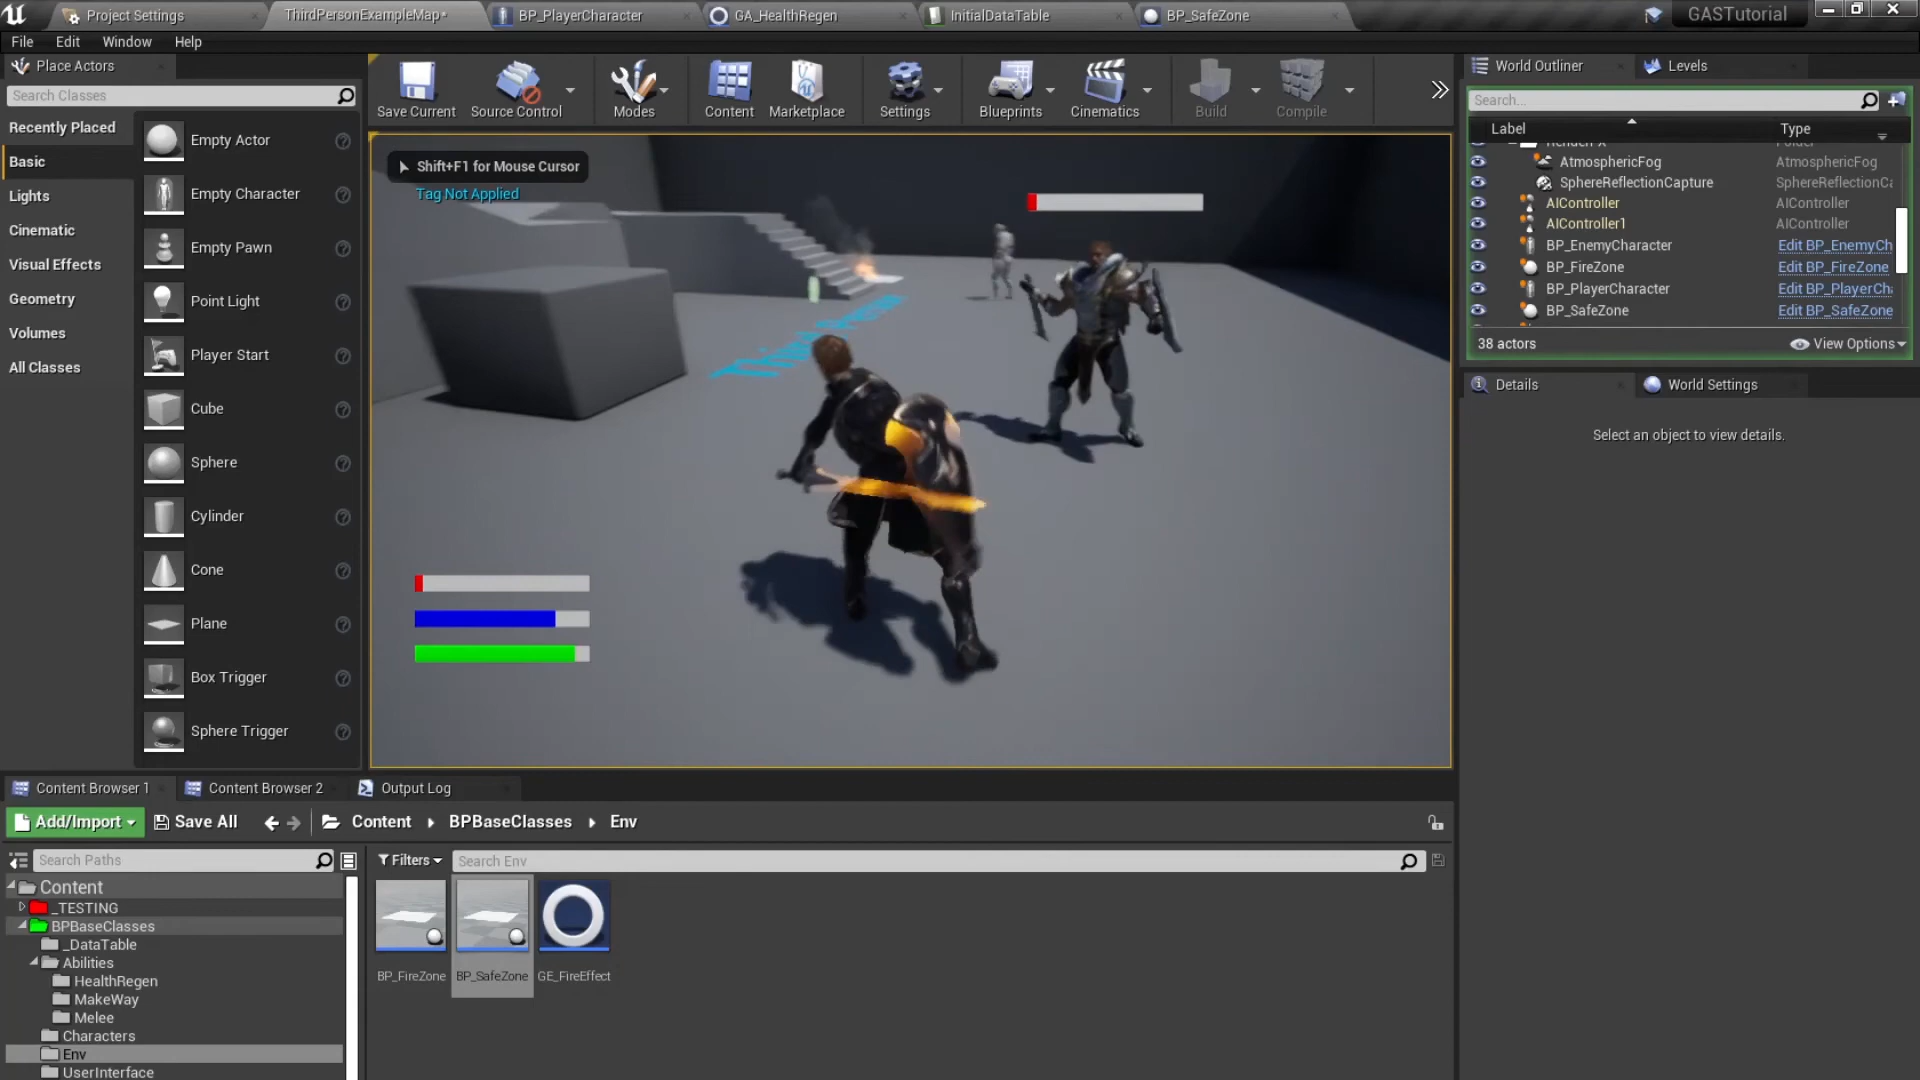 Project Settings
ThirdPersonExampleMap*
BP_PlayerCharacter
GA_HealthRegen
InitialDataTable
BP_SafeZone
GASTutorial
File Edit Window Help
Place Actors
Search Classes
Recently Placed
Basic
Lights
Cinematic
Visual Effects
Geometry
Volumes
All Classes
Empty Actor
Empty Character
Empty Pawn
Point Light
Player Start
Cube
Sphere
Cylinder
Cone
Plane
Box Trigger
Sphere Trigger
Save Current
Source Control
Modes
Content
Marketplace
Settings
Blueprints
Cinematics
Build
Compile
Shift+F1 for Mouse Cursor
Tag Not Applied
World Outliner
Levels
Search...
Label Type
AtmosphericFog AtmosphericFog
SphereReflectionCapture SphereReflectionCa
AIController AIController
AIController1 AIController
BP_EnemyCharacter Edit BP_EnemyCh
BP_FireZone Edit BP_FireZone
BP_PlayerCharacter Edit BP_PlayerCha
BP_SafeZone Edit BP_SafeZone
38 actors View Options
Details
World Settings
Select an object to view details.
Content Browser 1
Content Browser 2
Output Log
Add/Import Save All Content BPBaseClasses Env
Search Paths
Filters
Search Env
Content
_TESTING
BPBaseClasses
_DataTable
Abilities
HealthRegen
MakeWay
Melee
Characters
Env
UserInterface
BP_FireZone
BP_SafeZone
GE_FireEffect